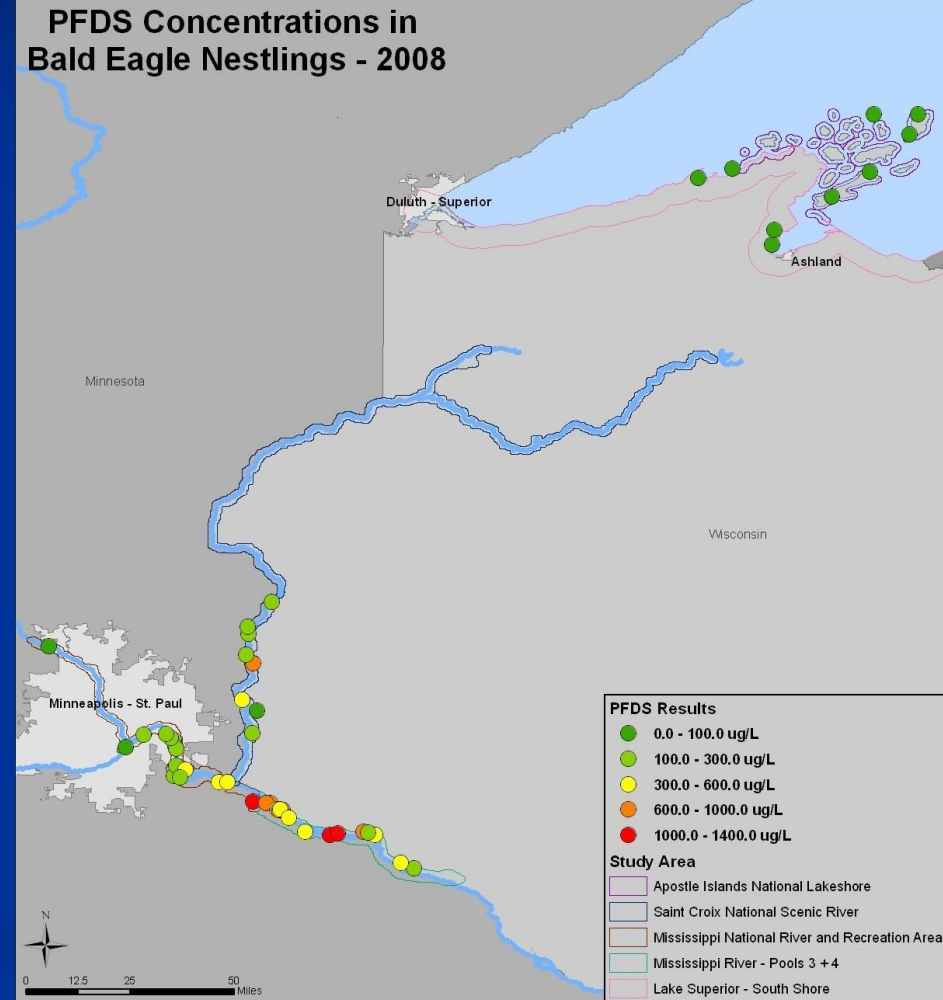 PFDS Concentrations in
Bald Eagle Nestlings - 2008
Duluth - Superior
Ashland
Minnesota
Wisconsin
Minneapolis - St. Paul
PFDS Results
0.0 - 100.0 ug/L
100.0 - 300.0 ug/L
300.0 - 600.0 ug/L
600.0 - 1000.0 ug/L
1000.0 - 1400.0 ug/L
Study Area
Apostle Islands National Lakeshore
Saint Croix National Scenic River
Mississippi National River and Recreation Area
Mississippi River - Pools 3 + 4
Lake Superior - South Shore
N
0 12.5 25 50
Miles